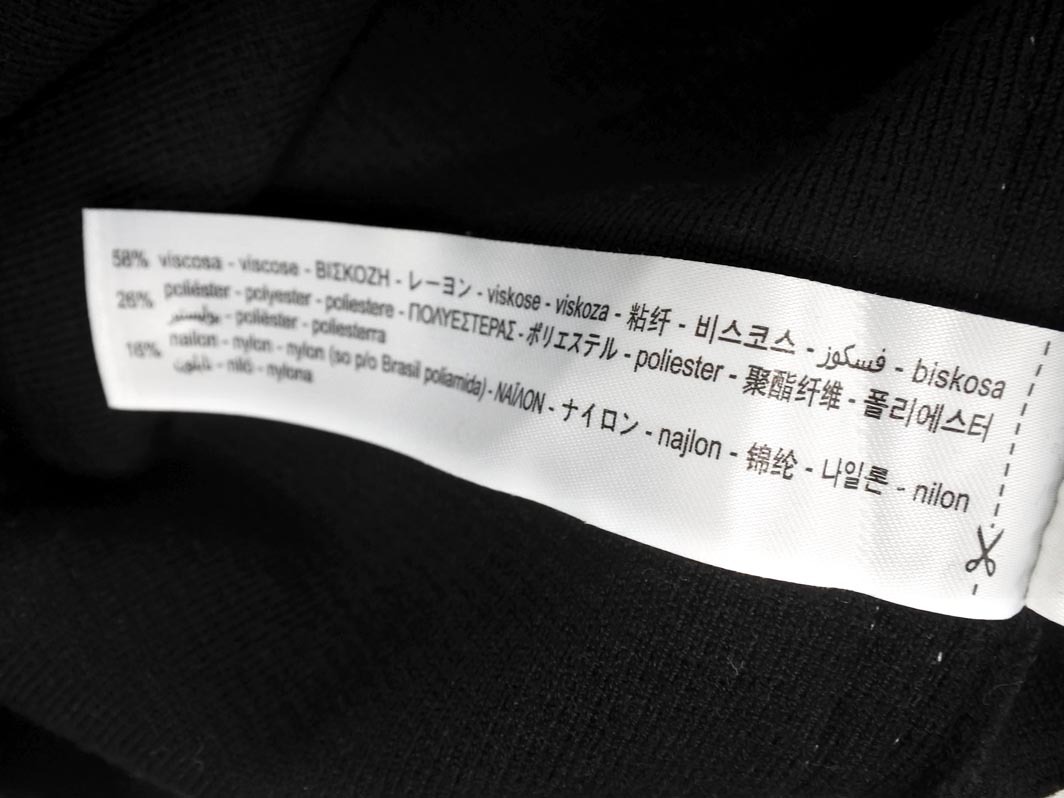 58% viscosa - viscose - ΒΙΣΚΟΖΗ - レーヨン - viskose - viskoza - 粘纤 - 비스코스 - فسكوز - biskosa
26% poliéster - polyester - poliestere - ΠΟΛΥΕΣΤΕΡΑΣ - ポリエステル - poliester - 聚酯纤维 - 폴리에스터
بوليستر - polièster - poliesterra
16% nailon - nylon - nylon (so p/o Brasil poliamida) - ΝΑΪΛΟΝ - ナイロン - najlon - 锦纶 - 나일론 - nilon
نايلون - niló - nylona